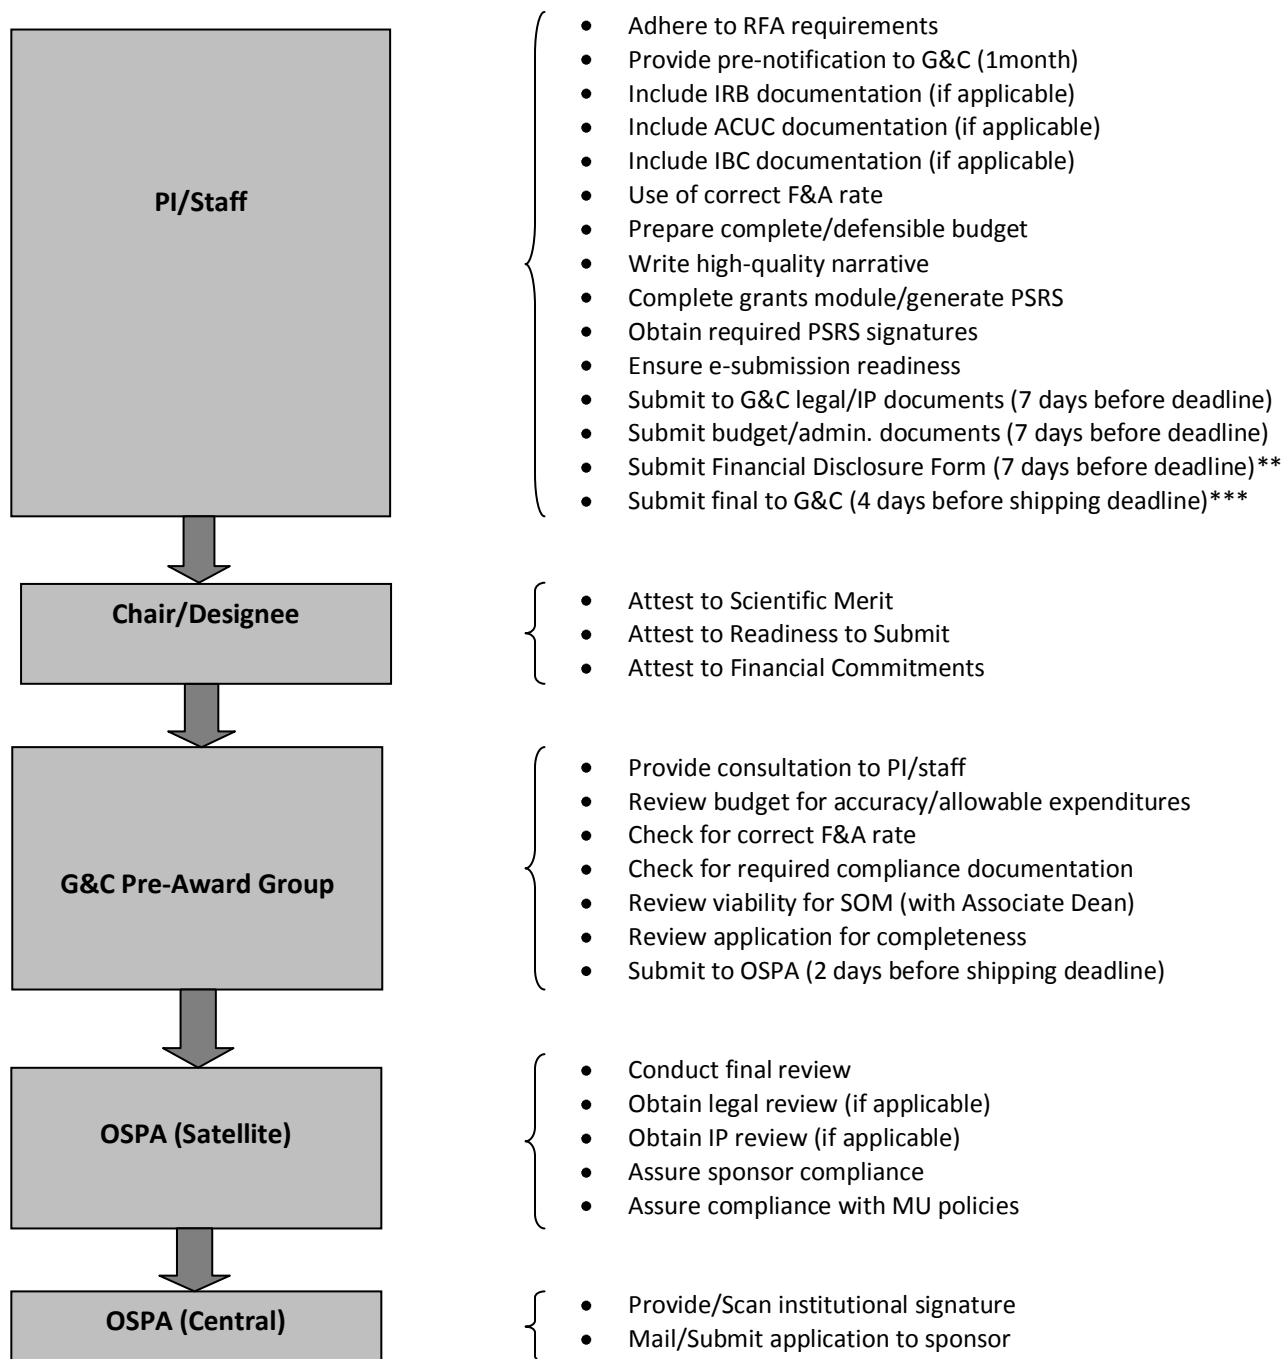 PI/Staff
• Adhere to RFA requirements
• Provide pre-notification to G&C (1month)
• Include IRB documentation (if applicable)
• Include ACUC documentation (if applicable)
• Include IBC documentation (if applicable)
• Use of correct F&A rate
• Prepare complete/defensible budget
• Write high-quality narrative
• Complete grants module/generate PSRS
• Obtain required PSRS signatures
• Ensure e-submission readiness
• Submit to G&C legal/IP documents (7 days before deadline)
• Submit budget/admin. documents (7 days before deadline)
• Submit Financial Disclosure Form (7 days before deadline)**
• Submit final to G&C (4 days before shipping deadline)***
Chair/Designee
• Attest to Scientific Merit
• Attest to Readiness to Submit
• Attest to Financial Commitments
G&C Pre-Award Group
• Provide consultation to PI/staff
• Review budget for accuracy/allowable expenditures
• Check for correct F&A rate
• Check for required compliance documentation
• Review viability for SOM (with Associate Dean)
• Review application for completeness
• Submit to OSPA (2 days before shipping deadline)
OSPA (Satellite)
• Conduct final review
• Obtain legal review (if applicable)
• Obtain IP review (if applicable)
• Assure sponsor compliance
• Assure compliance with MU policies
OSPA (Central)
• Provide/Scan institutional signature
• Mail/Submit application to sponsor